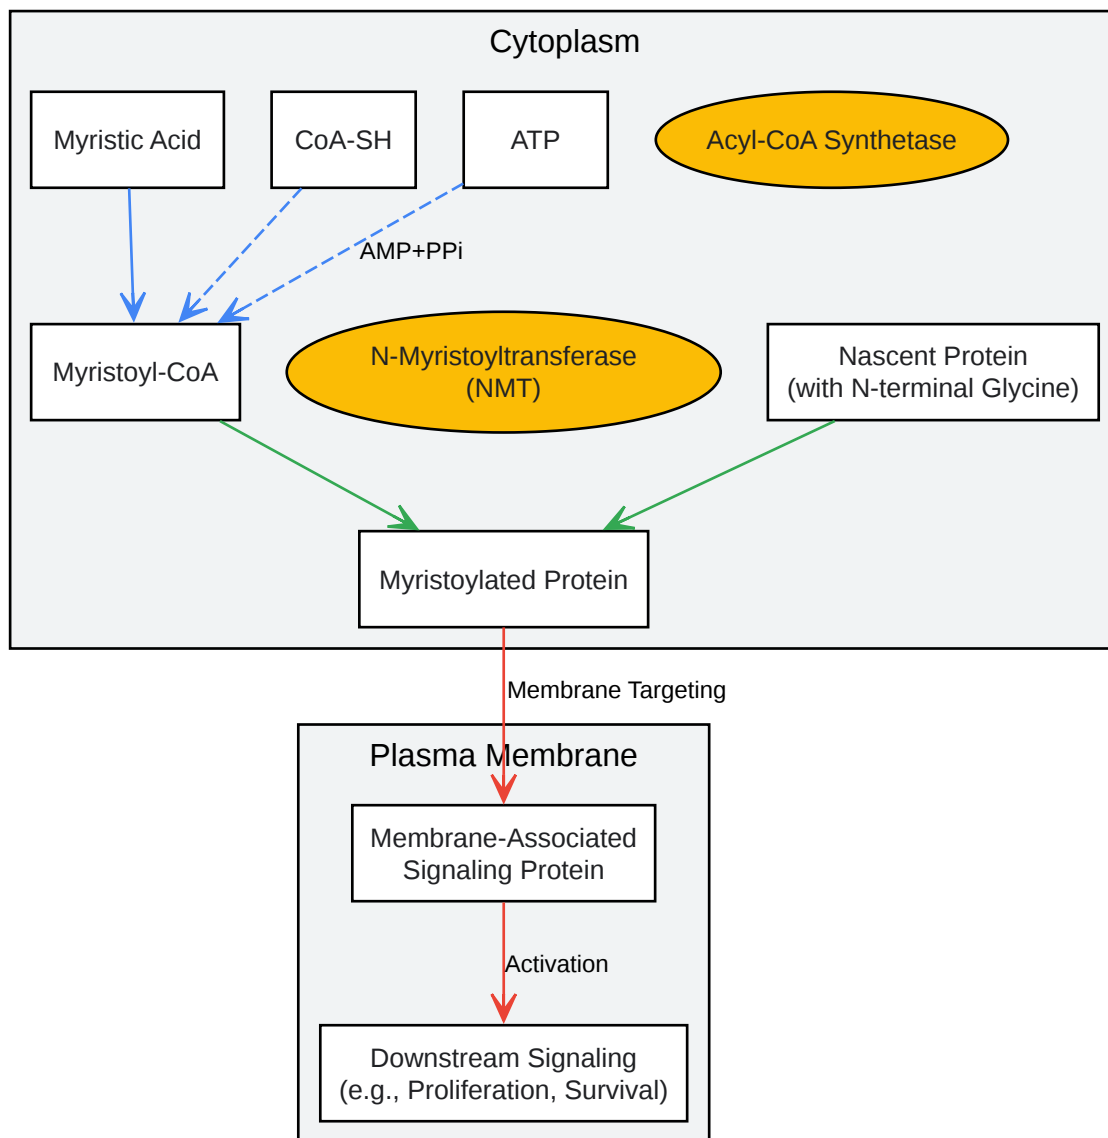 Cytoplasm
Myristic Acid
CoA-SH
ATP
Acyl-CoA Synthetase
AMP+PPi
Myristoyl-CoA
N-Myristoyltransferase
(NMT)
Nascent Protein
(with N-terminal Glycine)
Myristoylated Protein
Membrane Targeting
Plasma Membrane
Membrane-Associated
Signaling Protein
Activation
Downstream Signaling
(e.g., Proliferation, Survival)